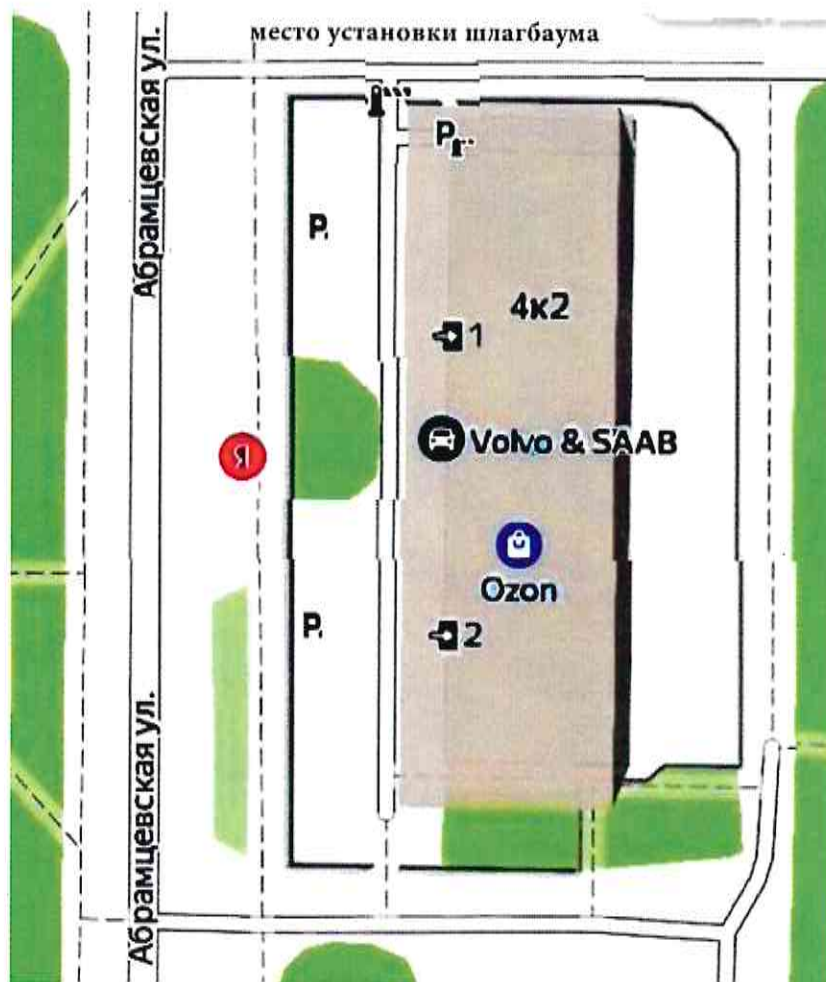 место установки шлагбаума
Абрамцевская ул.
P
P.
4к2
1
Volvo & SAAB
Я
Ozon
P.
2
Абрамцевская ул.